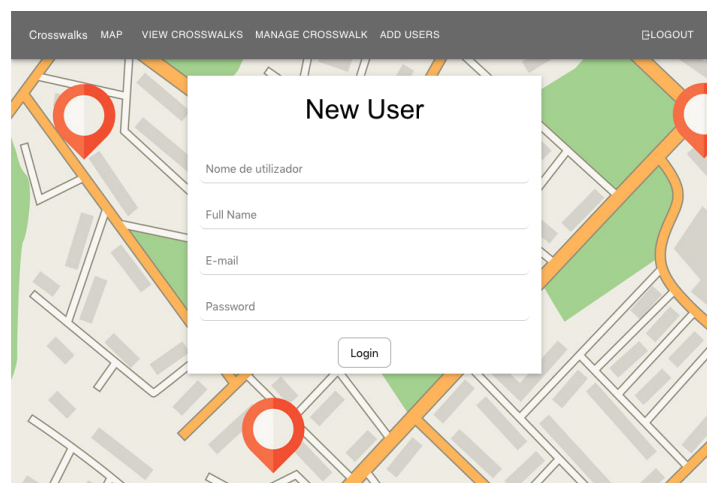 Crosswalks MAP VIEW CROSSWALKS MANAGE CROSSWALK ADD USERS LOGOUT
New User
Nome de utilizador
Full Name
E-mail
Password
Login